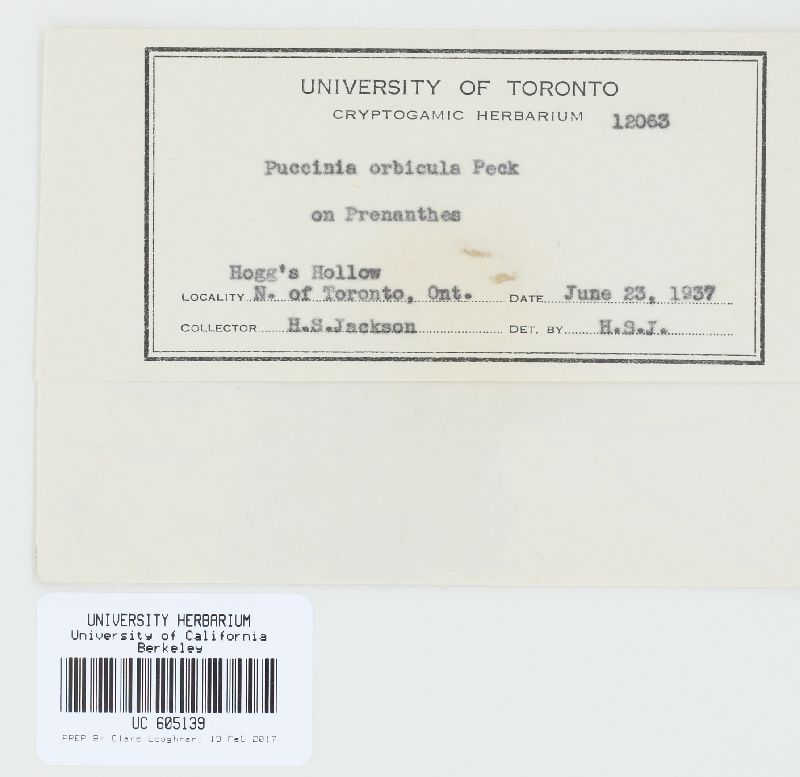 UNIVERSITY OF TORONTO
CRYPTOGAMIC HERBARIUM 12063
Puccinia orbicula Peck
on Prenanthes
Hogg's Hollow
LOCALITY N. of Toronto, Ont. DATE June 23, 1937
COLLECTOR H.S.Jackson DET. BY H.S.J.
UNIVERSITY HERBARIUM
University of California
Berkeley
UC 605139
PREP By Clare Loughran, 2017